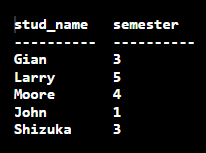 stud_name   semester
----------  ----------
Gian        3
Larry       5
Moore       4
John        1
Shizuka     3